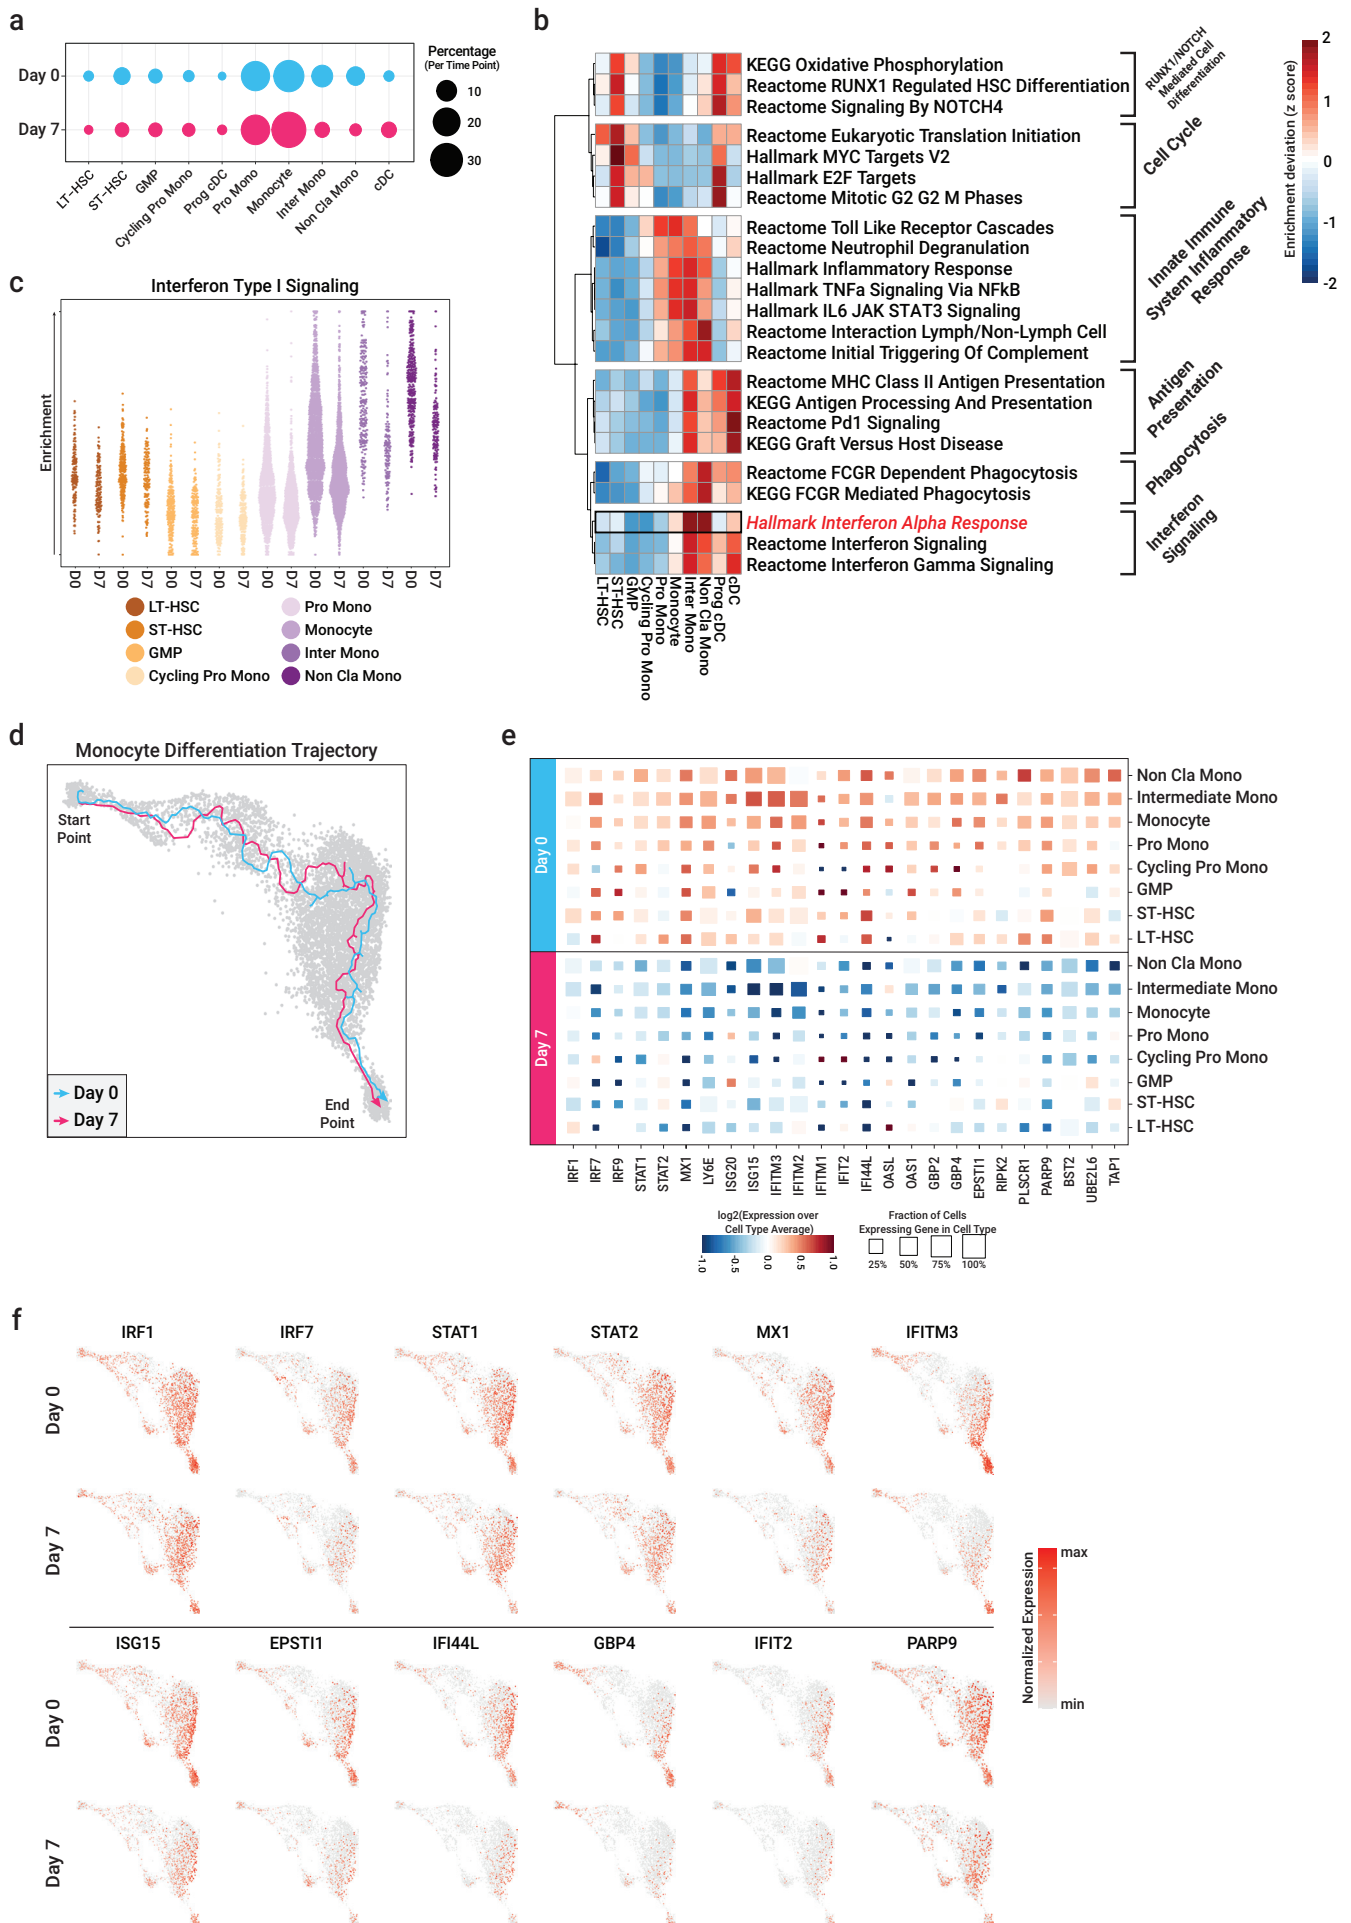 a
Percentage
(Per Time Point)
Day 0
Day 7
10
20
30
LT-HSC
ST-HSC
GMP
Cycling Pro Mono
Prog cDC
Pro Mono
Monocyte
Inter Mono
Non Cla Mono
cDC
b
KEGG Oxidative Phosphorylation
Reactome RUNX1 Regulated HSC Differentiation
Reactome Signaling By NOTCH4
Reactome Eukaryotic Translation Initiation
Hallmark MYC Targets V2
Hallmark E2F Targets
Reactome Mitotic G2 G2 M Phases
Reactome Toll Like Receptor Cascades
Reactome Neutrophil Degranulation
Hallmark Inflammatory Response
Hallmark TNFa Signaling Via NFkB
Hallmark IL6 JAK STAT3 Signaling
Reactome Interaction Lymph/Non-Lymph Cell
Reactome Initial Triggering Of Complement
Reactome MHC Class II Antigen Presentation
KEGG Antigen Processing And Presentation
Reactome Pd1 Signaling
KEGG Graft Versus Host Disease
Reactome FCGR Dependent Phagocytosis
KEGG FCGR Mediated Phagocytosis
Hallmark Interferon Alpha Response
Reactome Interferon Signaling
Reactome Interferon Gamma Signaling
RUNX1/NOTCH
Mediated Cell
Differentiation
Cell Cycle
Innate Immune
System Inflammatory
Response
Antigen
Presentation
Phagocytosis
Interferon
Signaling
LT-HSC
ST-HSC
GMP
Cycling Pro Mono
Pro Mono
Monocyte
Inter Mono
Non Cla Mono
Prog cDC
cDC
Enrichment deviation (z score)
2
1
0
-1
-2
c
Interferon Type I Signaling
Enrichment
D0
D7
D0
D7
D0
D7
D0
D7
D0
D7
D0
D7
D0
D7
D0
D7
LT-HSC
ST-HSC
GMP
Cycling Pro Mono
Pro Mono
Monocyte
Inter Mono
Non Cla Mono
d
Monocyte Differentiation Trajectory
Start
Point
End
Point
Day 0
Day 7
e
Day 0
Day 7
Non Cla Mono
Intermediate Mono
Monocyte
Pro Mono
Cycling Pro Mono
GMP
ST-HSC
LT-HSC
Non Cla Mono
Intermediate Mono
Monocyte
Pro Mono
Cycling Pro Mono
GMP
ST-HSC
LT-HSC
IRF1
IRF7
IRF9
STAT1
STAT2
MX1
LY6E
ISG20
ISG15
IFITM3
IFITM2
IFITM1
IFIT2
IFI44L
OASL
OAS1
GBP2
GBP4
EPSTI1
RIPK2
PLSCR1
PARP9
BST2
UBE2L6
TAP1
log2(Expression over
Cell Type Average)
-1.0
-0.5
0.0
0.5
1.0
Fraction of Cells
Expressing Gene in Cell Type
25%
50%
75%
100%
f
IRF1
IRF7
STAT1
STAT2
MX1
IFITM3
Day 0
Day 7
ISG15
EPSTI1
IFI44L
GBP4
IFIT2
PARP9
Day 0
Day 7
Normalized Expression
max
min